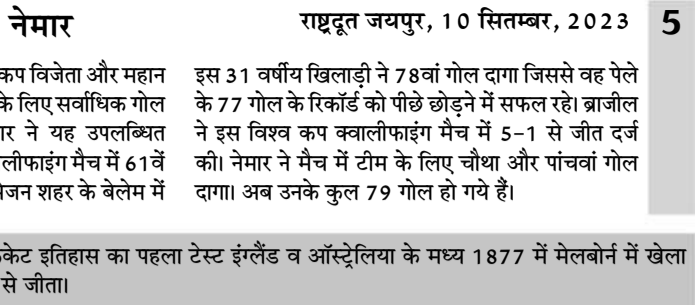 नेमार
राष्ट्रदूत जयपुर, 10 सितम्बर, 2023
5
कप विजेता और महान
के लिए सर्वाधिक गोल
ने यह उपलब्धि
क्वालीफाइंग मैच में 61वें
शहर के बेलेम में
इस 31 वर्षीय खिलाड़ी ने 78वां गोल दागा जिससे वह पेले
के 77 गोल के रिकॉर्ड को पीछे छोड़ने में सफल रहे। ब्राजील
ने इस विश्व कप क्वालीफाइंग मैच में 5-1 से जीत दर्ज
की। नेमार ने मैच में टीम के लिए चौथा और पांचवां गोल
दागा। अब उनके कुल 79 गोल हो गये हैं।
इतिहास का पहला टेस्ट इंग्लैंड व ऑस्ट्रेलिया के मध्य 1877 में मेलबोर्न में खेला
से जीता।